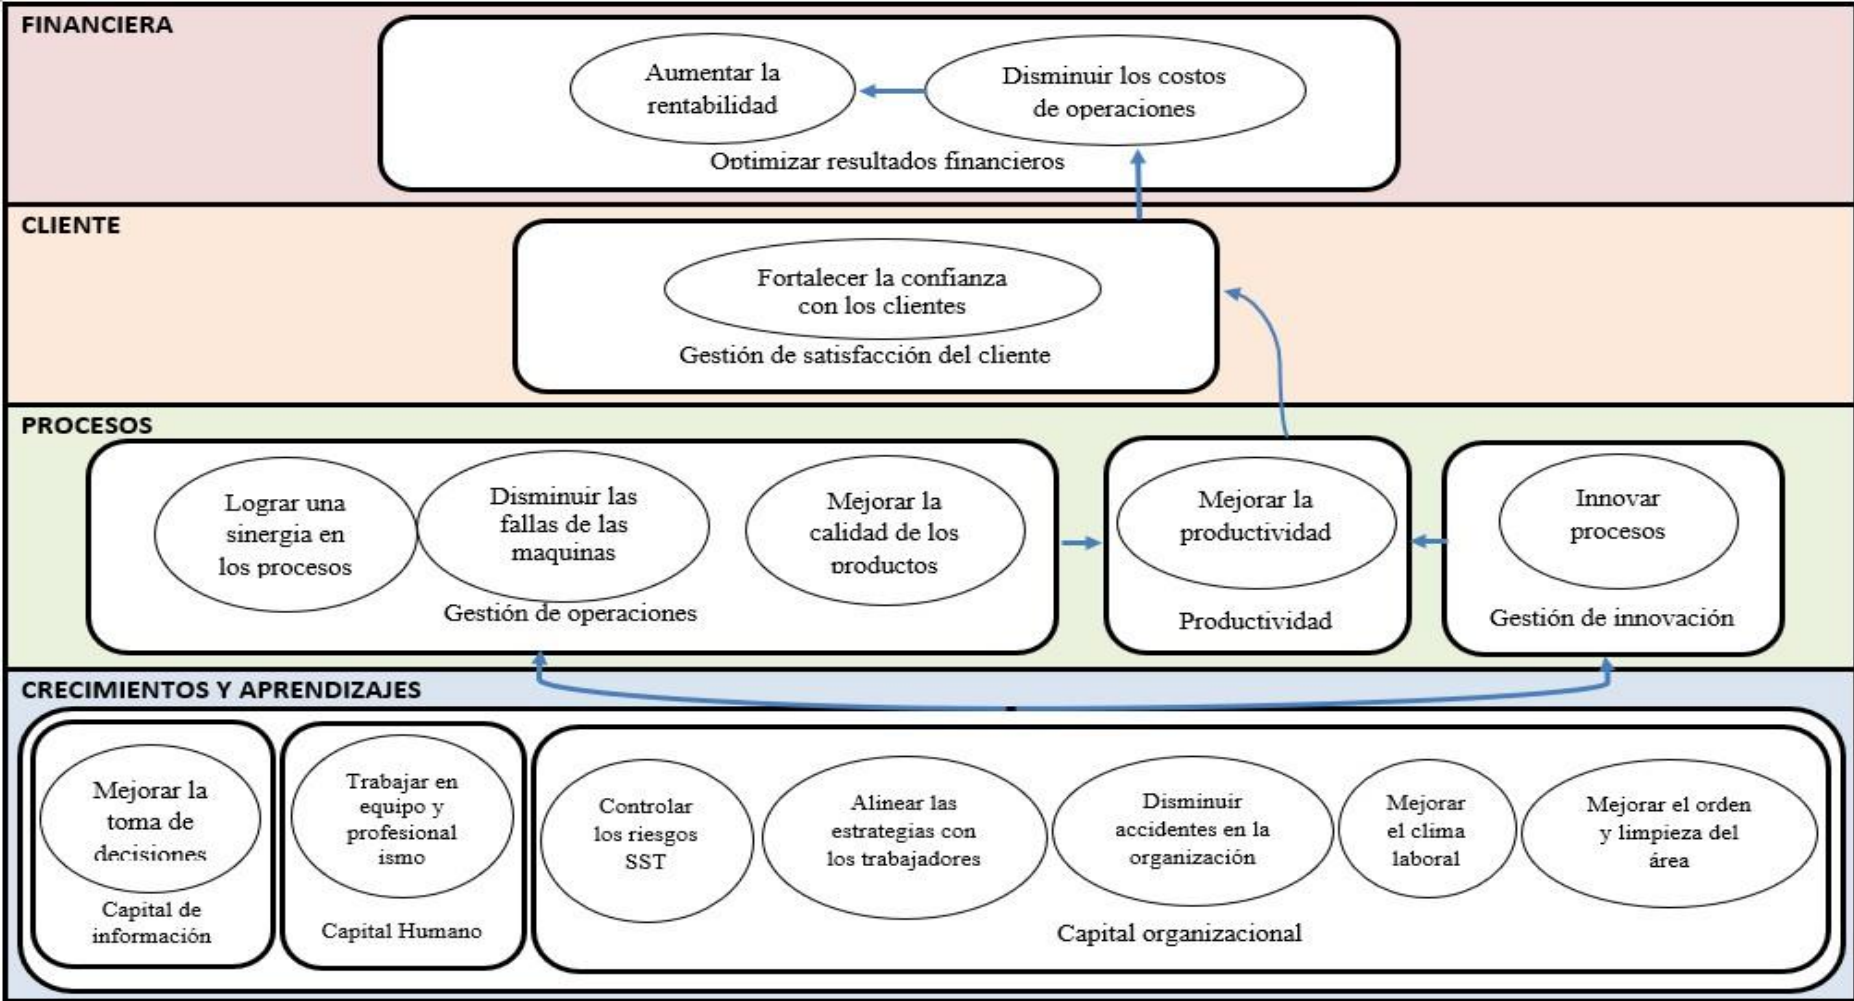 FINANCIERA
Aumentar la
rentabilidad
Disminuir los costos
de operaciones
Optimizar resultados financieros
CLIENTE
Fortalecer la confianza
con los clientes
Gestión de satisfacción del cliente
PROCESOS
Lograr una
sinergia en
los procesos
Disminuir las
fallas de las
maquinas
Mejorar la
calidad de los
productos
Gestión de operaciones
Mejorar la
productividad
Productividad
Innovar
procesos
Gestión de innovación
CRECIMIENTOS Y APRENDIZAJES
Mejorar la
toma de
decisiones
Capital de
información
Trabajar en
equipo y
profesional
ismo
Capital Humano
Controlar
los riesgos
SST
Alinear las
estrategias con
los trabajadores
Disminuir
accidentes en la
organización
Mejorar
el clima
laboral
Mejorar el orden
y limpieza del
área
Capital organizacional